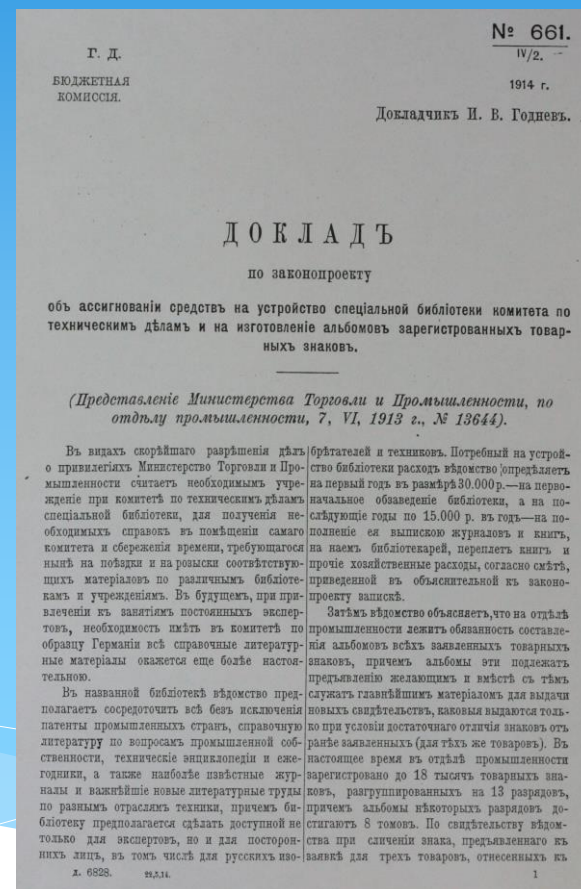 № 661.
IV/2.
Г. Д.
БЮДЖЕТНАЯ
КОМИССІЯ.
1914 г.
Докладчикъ И. В. Годневъ.
ДОКЛАДЪ
по законопроекту
объ ассигнованіи средствъ на устройство спеціальной библіотеки комитета по
техническимъ дѣламъ и на изготовленіе альбомовъ зарегистрованныхъ товар-
ныхъ знаковъ.
(Представленіе Министерства Торговли и Промышленности, по
отдѣлу промышленности, 7, VI, 1913 г., № 13644).
Въ видахъ скорѣйшаго разрѣшенія дѣлъ
о привилегіяхъ Министерство Торговли и Про-
мышленности считаетъ необходимымъ учре-
жденіе при комитетѣ по техническимъ дѣламъ
спеціальной библіотеки, для полученія не-
обходимыхъ справокъ въ помѣщеніи самаго
комитета и сбереженія времени, требующагося
нынѣ на поѣздки и на розыски соотвѣтствую-
щихъ матеріаловъ по различнымъ библіоте-
камъ и учрежденіямъ. Въ будущемъ, при при-
влеченіи къ занятіямъ постоянныхъ экспер-
товъ, необходимость имѣть въ комитетѣ по
образцу Германіи всѣ справочные литератур-
ные матеріалы окажется еще болѣе настоя-
тельною.
Въ названной библіотекѣ вѣдомство пред-
полагаетъ сосредоточить всѣ безъ исключенія
патенты промышленныхъ странъ, справочную
литературу по вопросамъ промышленной соб-
ственности, техническіе энциклопедіи и еже-
годники, а также наиболѣе извѣстные жур-
налы и важнѣйшіе новые литературные труды
по разнымъ отраслямъ техники, причемъ би-
бліотеку предполагается сдѣлать доступной не
только для экспертовъ, но и для посторон-
нихъ лицъ, въ томъ числѣ для русскихъ изо-
брѣтателей и техниковъ. Потребный на устрой-
ство библіотеки расходъ вѣдомство опредѣляетъ
на первый годъ въ размѣрѣ 30.000 р.—на перво-
начальное обзаведеніе библіотеки, а на по-
слѣдующіе годы по 15.000 р. въ годъ—на по-
полненіе ея выпискою журналовъ и книгъ,
на наемъ библіотекарей, переплетъ книгъ и
прочіе хозяйственные расходы, согласно смѣтѣ,
приведенной въ объяснительной къ законо-
проекту запискѣ.
Затѣмъ вѣдомство объясняетъ, что на отдѣлѣ
промышленности лежитъ обязанность составле-
нія альбомовъ всѣхъ заявленныхъ товарныхъ
знаковъ, причемъ альбомы эти подлежатъ
предъявленію желающимъ и вмѣстѣ съ тѣмъ
служатъ главнѣйшимъ матеріаломъ для выдачи
новыхъ свидѣтельствъ, каковыя выдаются толь-
ко при условіи достаточнаго отличія знаковъ отъ
ранѣе заявленныхъ (для тѣхъ же товаровъ). Въ
настоящее время въ отдѣлѣ промышленности
зарегистровано до 18 тысячъ товарныхъ зна-
ковъ, разгруппированныхъ на 13 разрядовъ,
причемъ альбомы нѣкоторыхъ разрядовъ до-
стигаютъ 8 томовъ. По свидѣтельству вѣдом-
ства при сличеніи знака, предъявленнаго къ
заявкѣ для трехъ товаровъ, отнесенныхъ къ
д. 6828. 22,3,14. 1